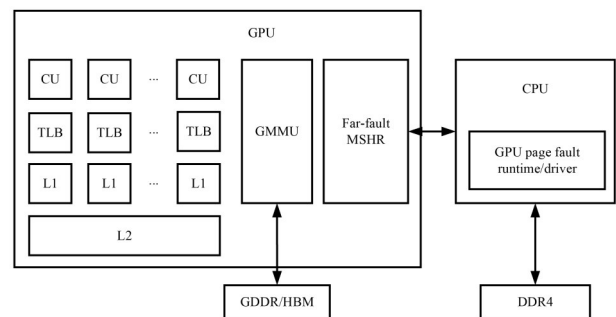 GPU
CU CU ... CU
TLB TLB ... TLB
L1 L1 ... L1
L2
GMMU
Far-fault
MSHR
CPU
GPU page fault
runtime/driver
GDDR/HBM
DDR4